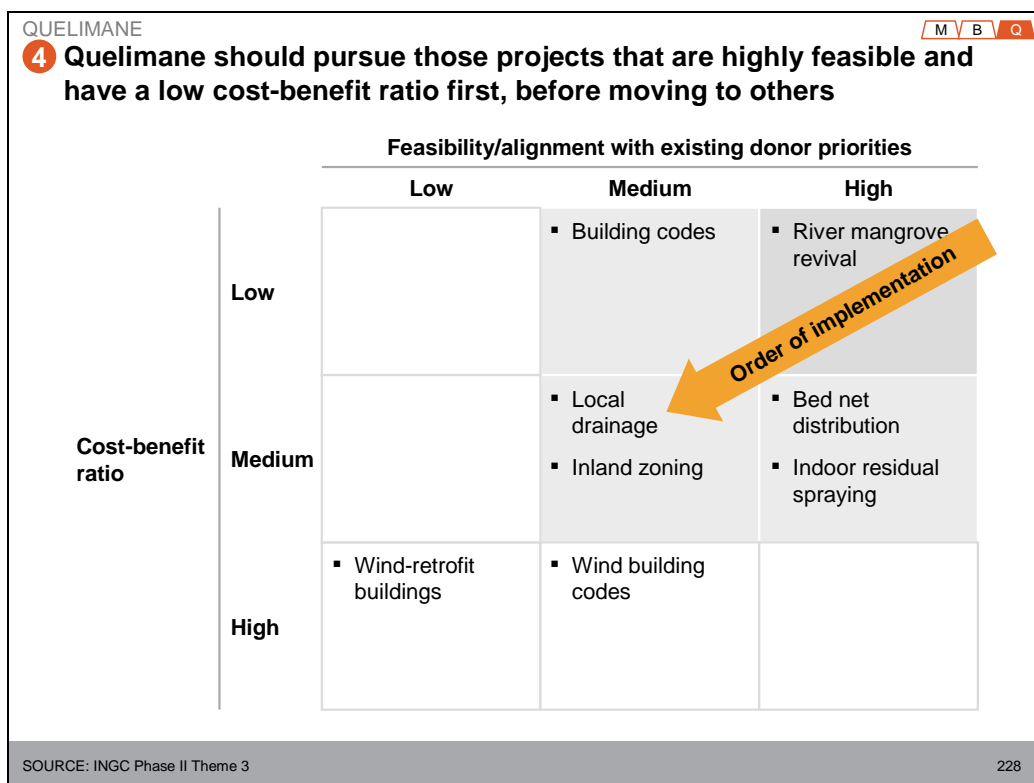 QUELIMANE
M B Q
4 Quelimane should pursue those projects that are highly feasible and
have a low cost-benefit ratio first, before moving to others
Feasibility/alignment with existing donor priorities
Low Medium High
▪ Building codes
▪ River mangrove
revival
Low
Order of implementation
▪ Local
drainage
▪ Bed net
distribution
Cost-benefit
ratio
Medium
▪ Inland zoning
▪ Indoor residual
spraying
▪ Wind-retrofit
buildings
▪ Wind building
codes
High
SOURCE: INGC Phase II Theme 3
228